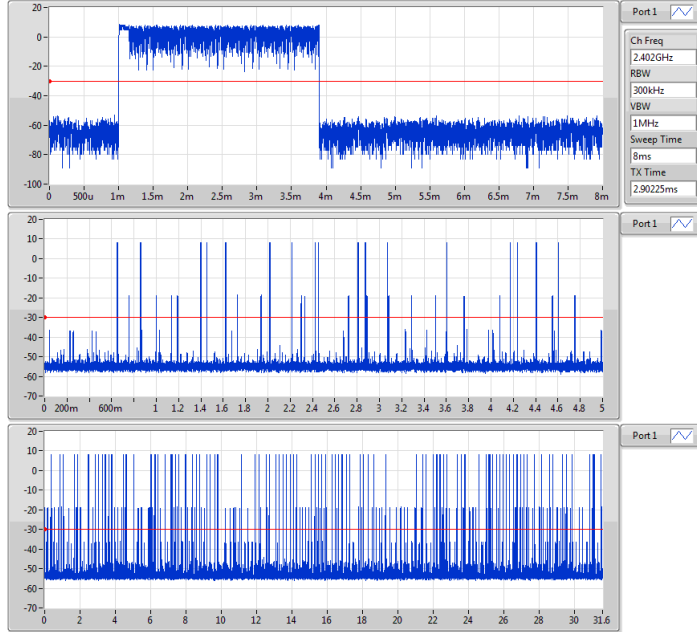 20
0
-20
-40
-60
-80
-100
0 500u 1m 1.5m 2m 2.5m 3m 3.5m 4m 4.5m 5m 5.5m 6m 6.5m 7m 7.5m 8m
Port 1
Ch Freq
2.402GHz
RBW
300kHz
VBW
1MHz
Sweep Time
8ms
TX Time
2.90225ms
20
10
0
-10
-20
-30
-40
-50
-60
-70
0 200m 600m 1 1.2 1.4 1.6 1.8 2 2.2 2.4 2.6 2.8 3 3.2 3.4 3.6 3.8 4 4.2 4.4 4.6 4.8 5
Port 1
20
10
0
-10
-20
-30
-40
-50
-60
-70
0 2 4 6 8 10 12 14 16 18 20 22 24 26 28 30 31.6
Port 1